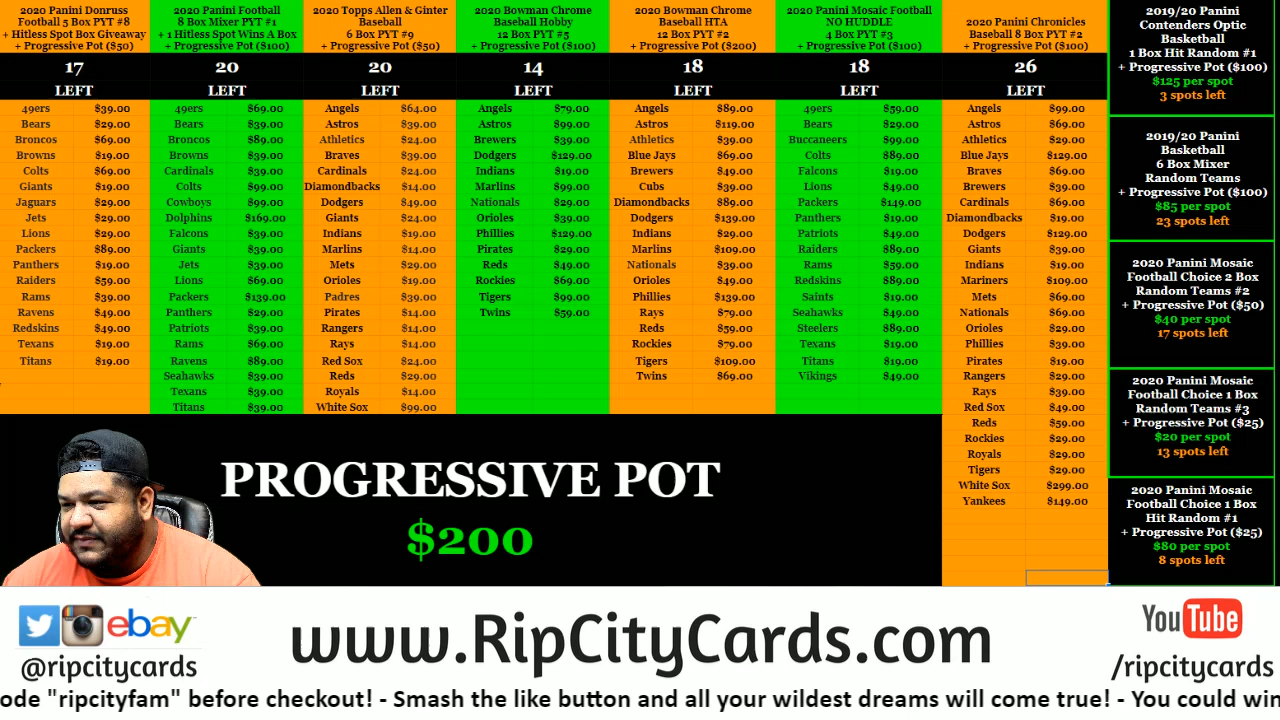 2020 Panini Donruss
Football 5 Box PYT #8
+ Hitless Spot Box Giveaway
+ Progressive Pot ($50)
17
LEFT
49ers $39.00
Bears $29.00
Broncos $69.00
Browns $19.00
Colts $69.00
Giants $19.00
Jaguars $29.00
Jets $29.00
Lions $29.00
Packers $89.00
Panthers $19.00
Raiders $59.00
Rams $39.00
Ravens $49.00
Redskins $49.00
Texans $19.00
Titans $19.00
2020 Panini Football
8 Box Mixer PYT #1
+ 1 Hitless Spot Wins A Box
+ Progressive Pot ($100)
20
LEFT
49ers $69.00
Bears $39.00
Broncos $89.00
Browns $39.00
Cardinals $39.00
Colts $99.00
Cowboys $99.00
Dolphins $169.00
Falcons $39.00
Giants $39.00
Jets $39.00
Lions $69.00
Packers $139.00
Panthers $29.00
Patriots $39.00
Rams $69.00
Ravens $89.00
Seahawks $39.00
Texans $39.00
Titans $39.00
2020 Topps Allen & Ginter
Baseball
6 Box PYT #9
+ Progressive Pot ($50)
20
LEFT
Angels $64.00
Astros $39.00
Athletics $24.00
Braves $39.00
Cardinals $24.00
Diamondbacks $14.00
Dodgers $49.00
Giants $24.00
Indians $19.00
Marlins $14.00
Mets $29.00
Orioles $19.00
Padres $39.00
Pirates $14.00
Rangers $14.00
Rays $14.00
Red Sox $24.00
Reds $29.00
Royals $14.00
White Sox $99.00
2020 Bowman Chrome
Baseball Hobby
12 Box PYT #5
+ Progressive Pot ($100)
14
LEFT
Angels $79.00
Astros $99.00
Brewers $39.00
Dodgers $129.00
Indians $19.00
Marlins $99.00
Nationals $29.00
Orioles $39.00
Phillies $129.00
Pirates $29.00
Reds $49.00
Rockies $69.00
Tigers $99.00
Twins $59.00
2020 Bowman Chrome
Baseball HTA
12 Box PYT #2
+ Progressive Pot ($200)
18
LEFT
Angels $89.00
Astros $119.00
Athletics $39.00
Blue Jays $69.00
Brewers $49.00
Cubs $39.00
Diamondbacks $89.00
Dodgers $139.00
Indians $29.00
Marlins $109.00
Nationals $39.00
Orioles $49.00
Phillies $139.00
Rays $79.00
Reds $59.00
Rockies $79.00
Tigers $109.00
Twins $69.00
2020 Panini Mosaic Football
NO HUDDLE
4 Box PYT #3
+ Progressive Pot ($100)
18
LEFT
49ers $59.00
Bears $29.00
Buccaneers $99.00
Colts $89.00
Falcons $19.00
Lions $49.00
Packers $149.00
Panthers $19.00
Patriots $49.00
Raiders $89.00
Rams $59.00
Redskins $89.00
Saints $19.00
Seahawks $49.00
Steelers $89.00
Texans $19.00
Titans $19.00
Vikings $49.00
2020 Panini Chronicles
Baseball 8 Box PYT #2
+ Progressive Pot ($100)
26
LEFT
Angels $99.00
Astros $69.00
Athletics $29.00
Blue Jays $129.00
Braves $69.00
Brewers $39.00
Cardinals $69.00
Diamondbacks $19.00
Dodgers $129.00
Giants $39.00
Indians $19.00
Mariners $109.00
Mets $69.00
Nationals $69.00
Orioles $29.00
Phillies $39.00
Pirates $19.00
Rangers $29.00
Rays $39.00
Red Sox $49.00
Reds $59.00
Rockies $29.00
Royals $29.00
Tigers $29.00
White Sox $299.00
Yankees $149.00
2019/20 Panini
Contenders Optic
Basketball
1 Box Hit Random #1
+ Progressive Pot ($100)
$125 per spot
3 spots left
2019/20 Panini
Basketball
6 Box Mixer
Random Teams
+ Progressive Pot ($100)
$85 per spot
23 spots left
2020 Panini Mosaic
Football Choice 2 Box
Random Teams #2
+ Progressive Pot ($50)
$40 per spot
17 spots left
2020 Panini Mosaic
Football Choice 1 Box
Random Teams #3
+ Progressive Pot ($25)
$20 per spot
13 spots left
2020 Panini Mosaic
Football Choice 1 Box
Hit Random #1
+ Progressive Pot ($25)
$80 per spot
8 spots left
PROGRESSIVE POT
$200
ebay
@ripcitycards
www.RipCityCards.com
YouTube
/ripcitycards
ode "ripcityfam" before checkout! - Smash the like button and all your wildest dreams will come true! - You could win